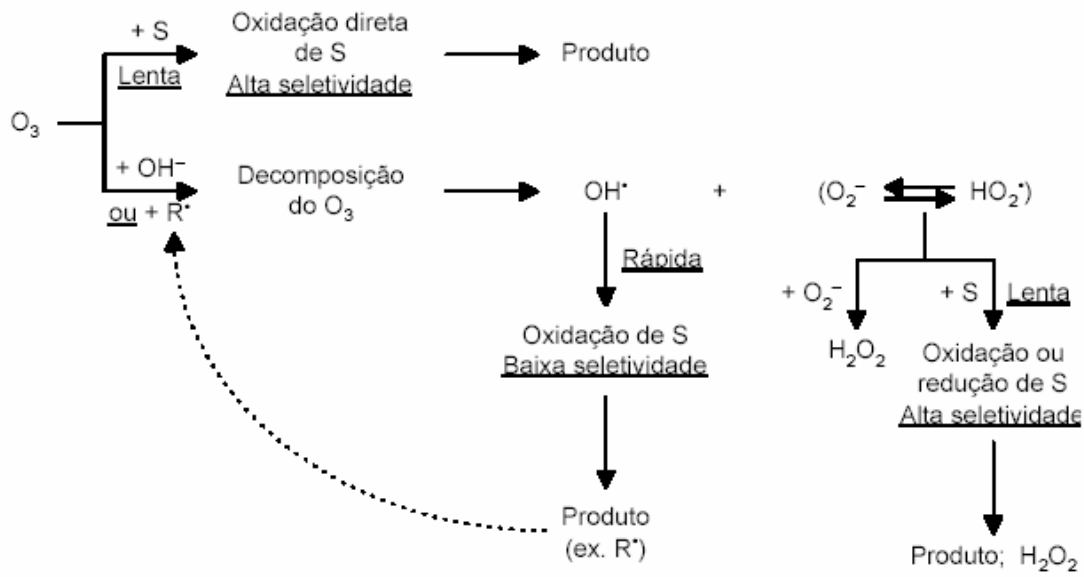 + S
Lenta
Oxidação direta
de S
Alta seletividade
Produto
O₃
+ OH⁻
ou + R•
Decomposição
do O₃
OH•
+
(O₂⁻
HO₂•)
Rápida
+ O₂⁻
+ S
Lenta
Oxidação de S
Baixa seletividade
H₂O₂
Oxidação ou
redução de S
Alta seletividade
Produto
(ex. R•)
Produto; H₂O₂